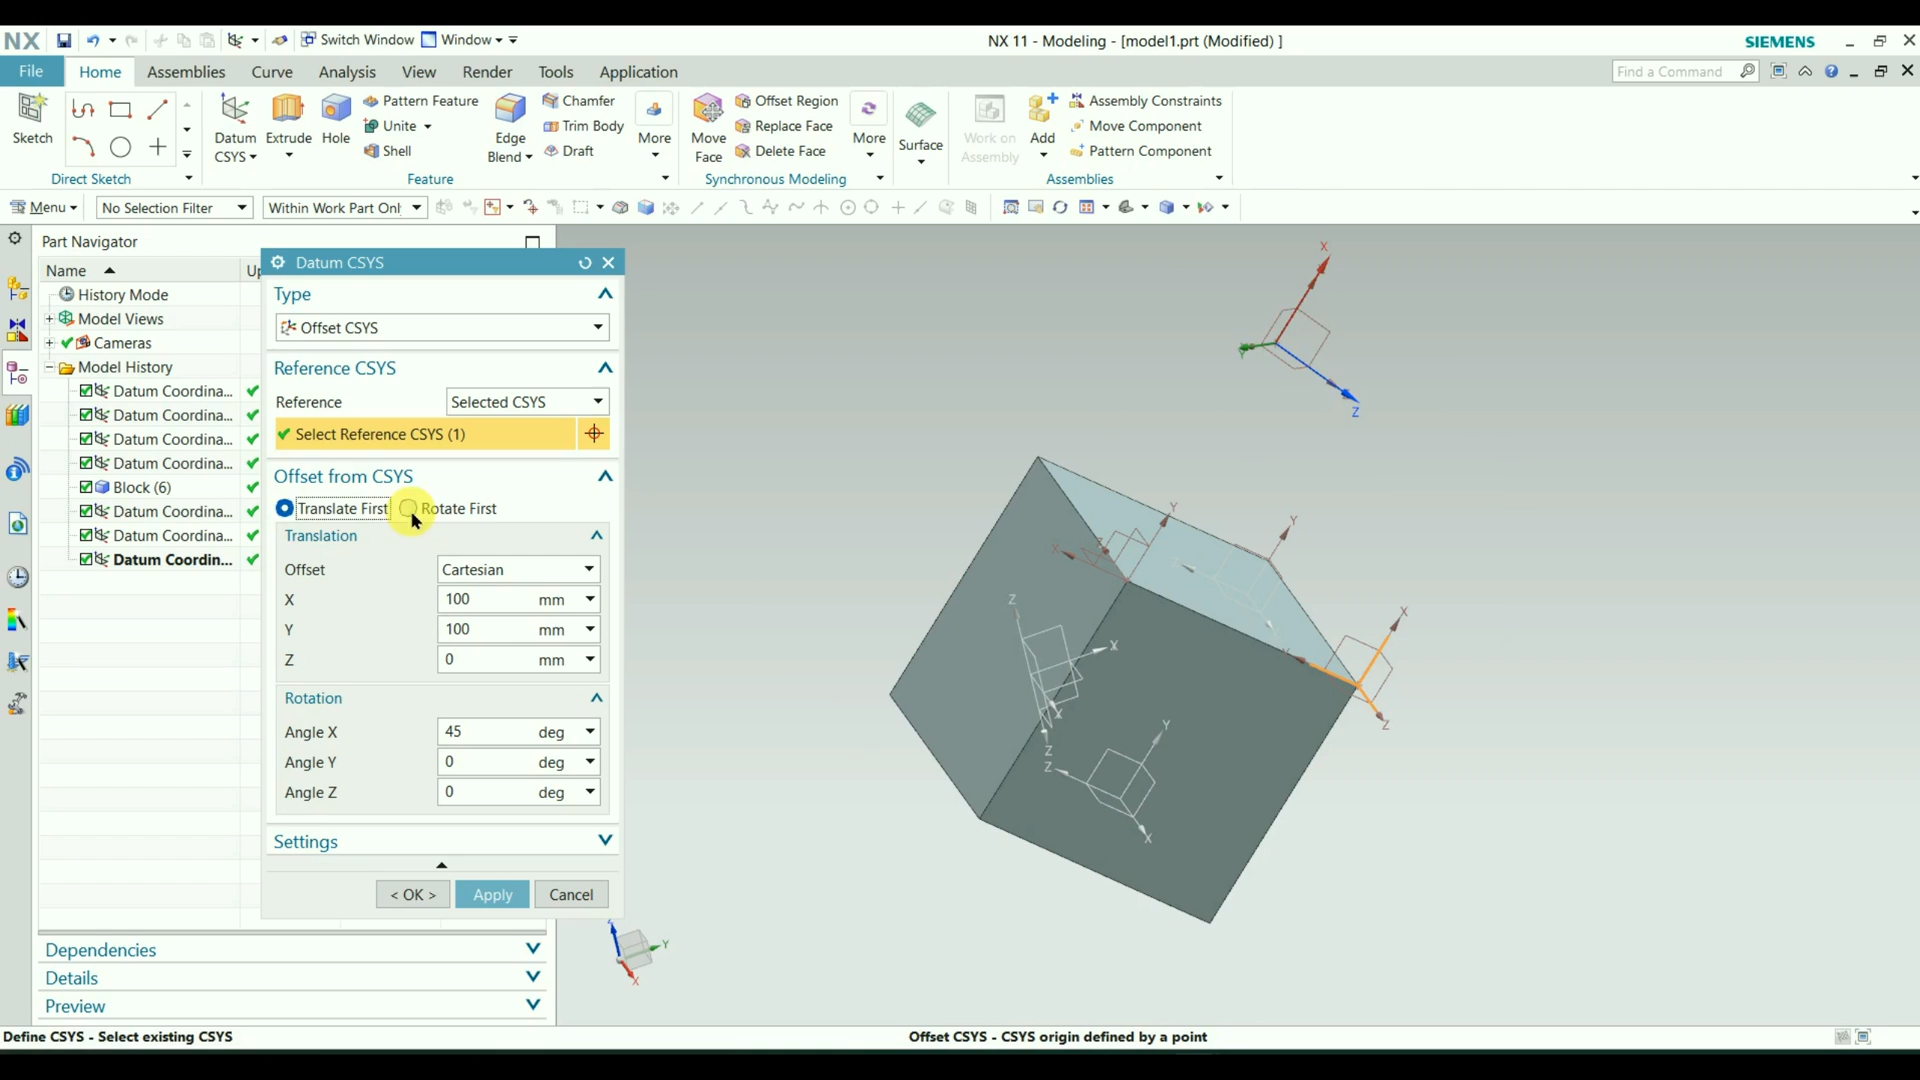 NX Switch Window Window NX 11 - Modeling - [model1.prt (Modified) ] SIEMENS
File Home Assemblies Curve Analysis View Render Tools Application Find a Command
Sketch
Direct Sketch
Datum CSYS
Extrude
Hole
Pattern Feature
Unite
Shell
Edge Blend
Chamfer
Trim Body
Draft
More
Feature
Move Face
Offset Region
Replace Face
Delete Face
More
Synchronous Modeling
Surface
Work on Assembly
Add
Assembly Constraints
Move Component
Pattern Component
Assemblies
Menu No Selection Filter Within Work Part Onl
Part Navigator
Name Up
History Mode
Model Views
Cameras
Model History
Datum Coordina...
Datum Coordina...
Datum Coordina...
Datum Coordina...
Block (6)
Datum Coordina...
Datum Coordina...
Datum Coordin...
Dependencies
Details
Preview
Datum CSYS
Type
Offset CSYS
Reference CSYS
Reference Selected CSYS
Select Reference CSYS (1)
Offset from CSYS
Translate First Rotate First
Translation
Offset Cartesian
X 100 mm
Y 100 mm
Z 0 mm
Rotation
Angle X 45 deg
Angle Y 0 deg
Angle Z 0 deg
Settings
< OK > Apply Cancel
X
Y
Z
Y
X
Z
Y
X
Z
Z
X
X
Z
Y
Z
X
Z
Y
X
Define CSYS - Select existing CSYS Offset CSYS - CSYS origin defined by a point